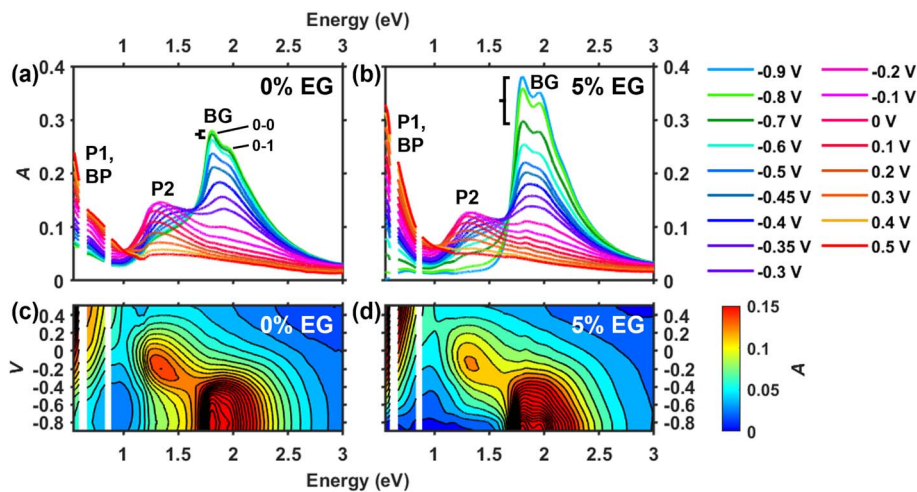 Energy (eV)
1 1.5 2 2.5 3 1 1.5 2 2.5 3
(a) 0% EG
(b) 5% EG
0.4
0.3
0.2
0.1
0
A
P1,
BP
P2
BG
0-0
0-1
P1,
BP
P2
BG
-0.9 V
-0.8 V
-0.7 V
-0.6 V
-0.5 V
-0.45 V
-0.4 V
-0.35 V
-0.3 V
-0.2 V
-0.1 V
0 V
0.1 V
0.2 V
0.3 V
0.4 V
0.5 V
0.4
0.3
0.2
0.1
0
(c) 0% EG
(d) 5% EG
V
0.4
0.2
0
-0.2
-0.4
-0.6
-0.8
0.4
0.2
0
-0.2
-0.4
-0.6
-0.8
0.15
0.1
0.05
0
A
1 1.5 2 2.5 3 1 1.5 2 2.5 3
Energy (eV)